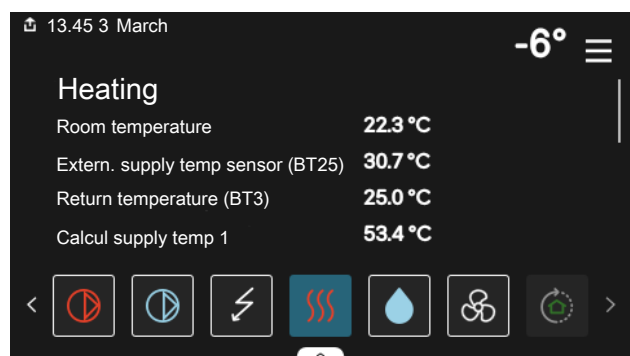 13.45 3 March
-6°
Heating
Room temperature 22.3 °C
Extern. supply temp sensor (BT25) 30.7 °C
Return temperature (BT3) 25.0 °C
Calcul supply temp 1 53.4 °C